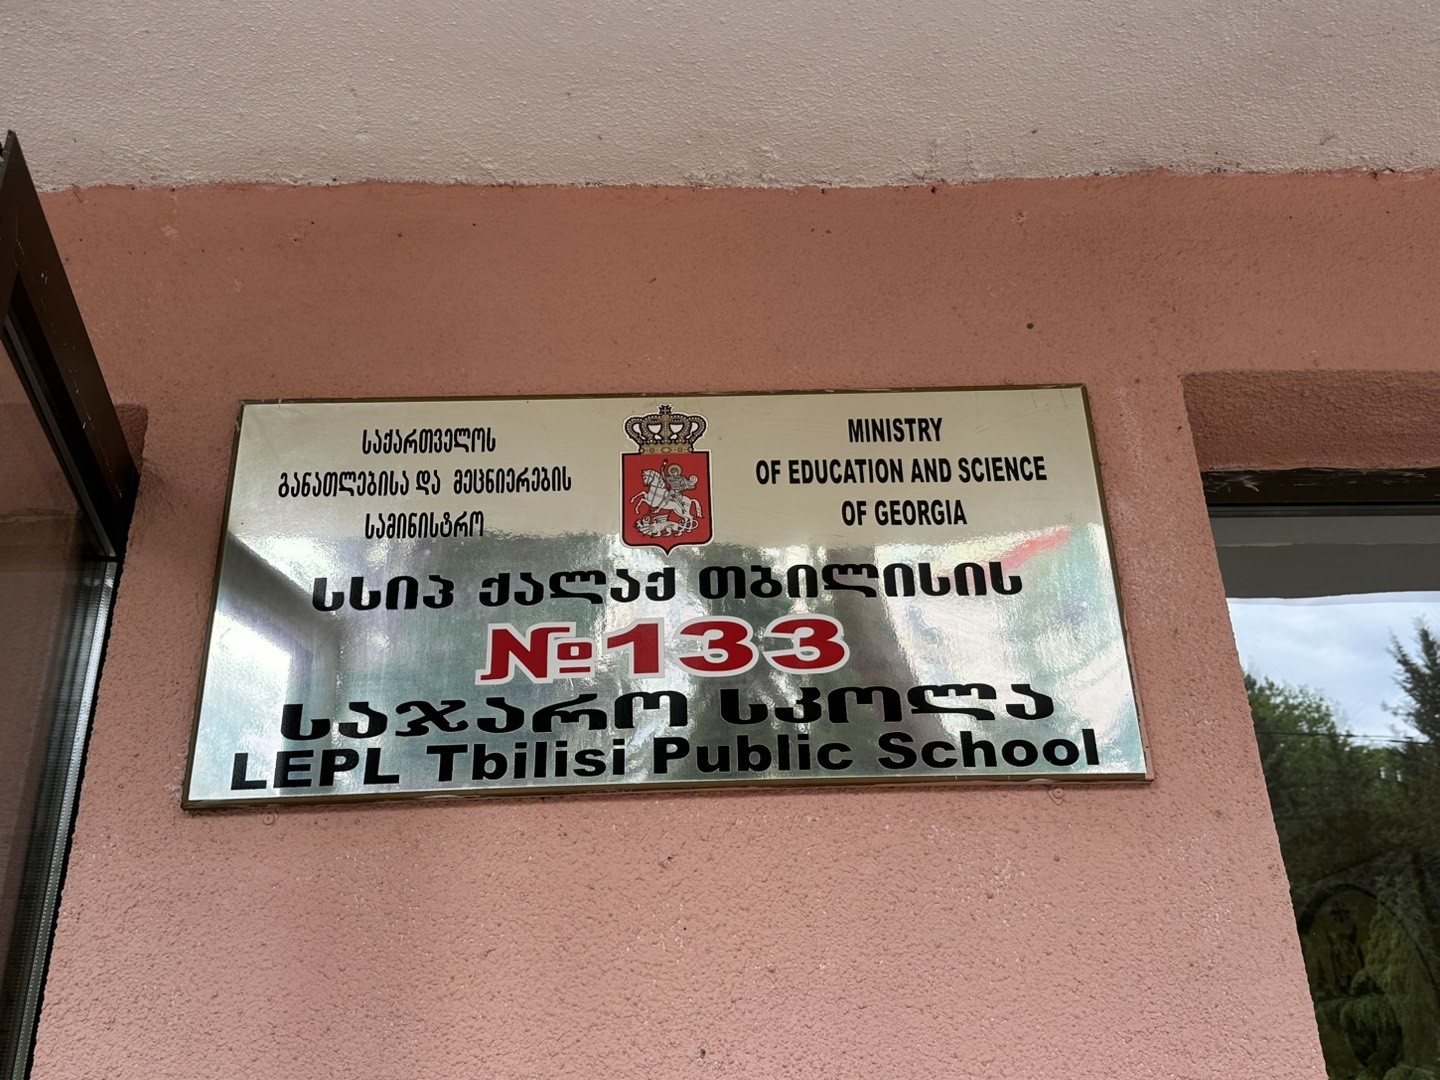 საქართველოს
განათლებისა და მეცნიერების
სამინისტრო
MINISTRY
OF EDUCATION AND SCIENCE
OF GEORGIA
სსიპ ქალაქ თბილისის
№133
საჯარო სკოლა
LEPL Tbilisi Public School